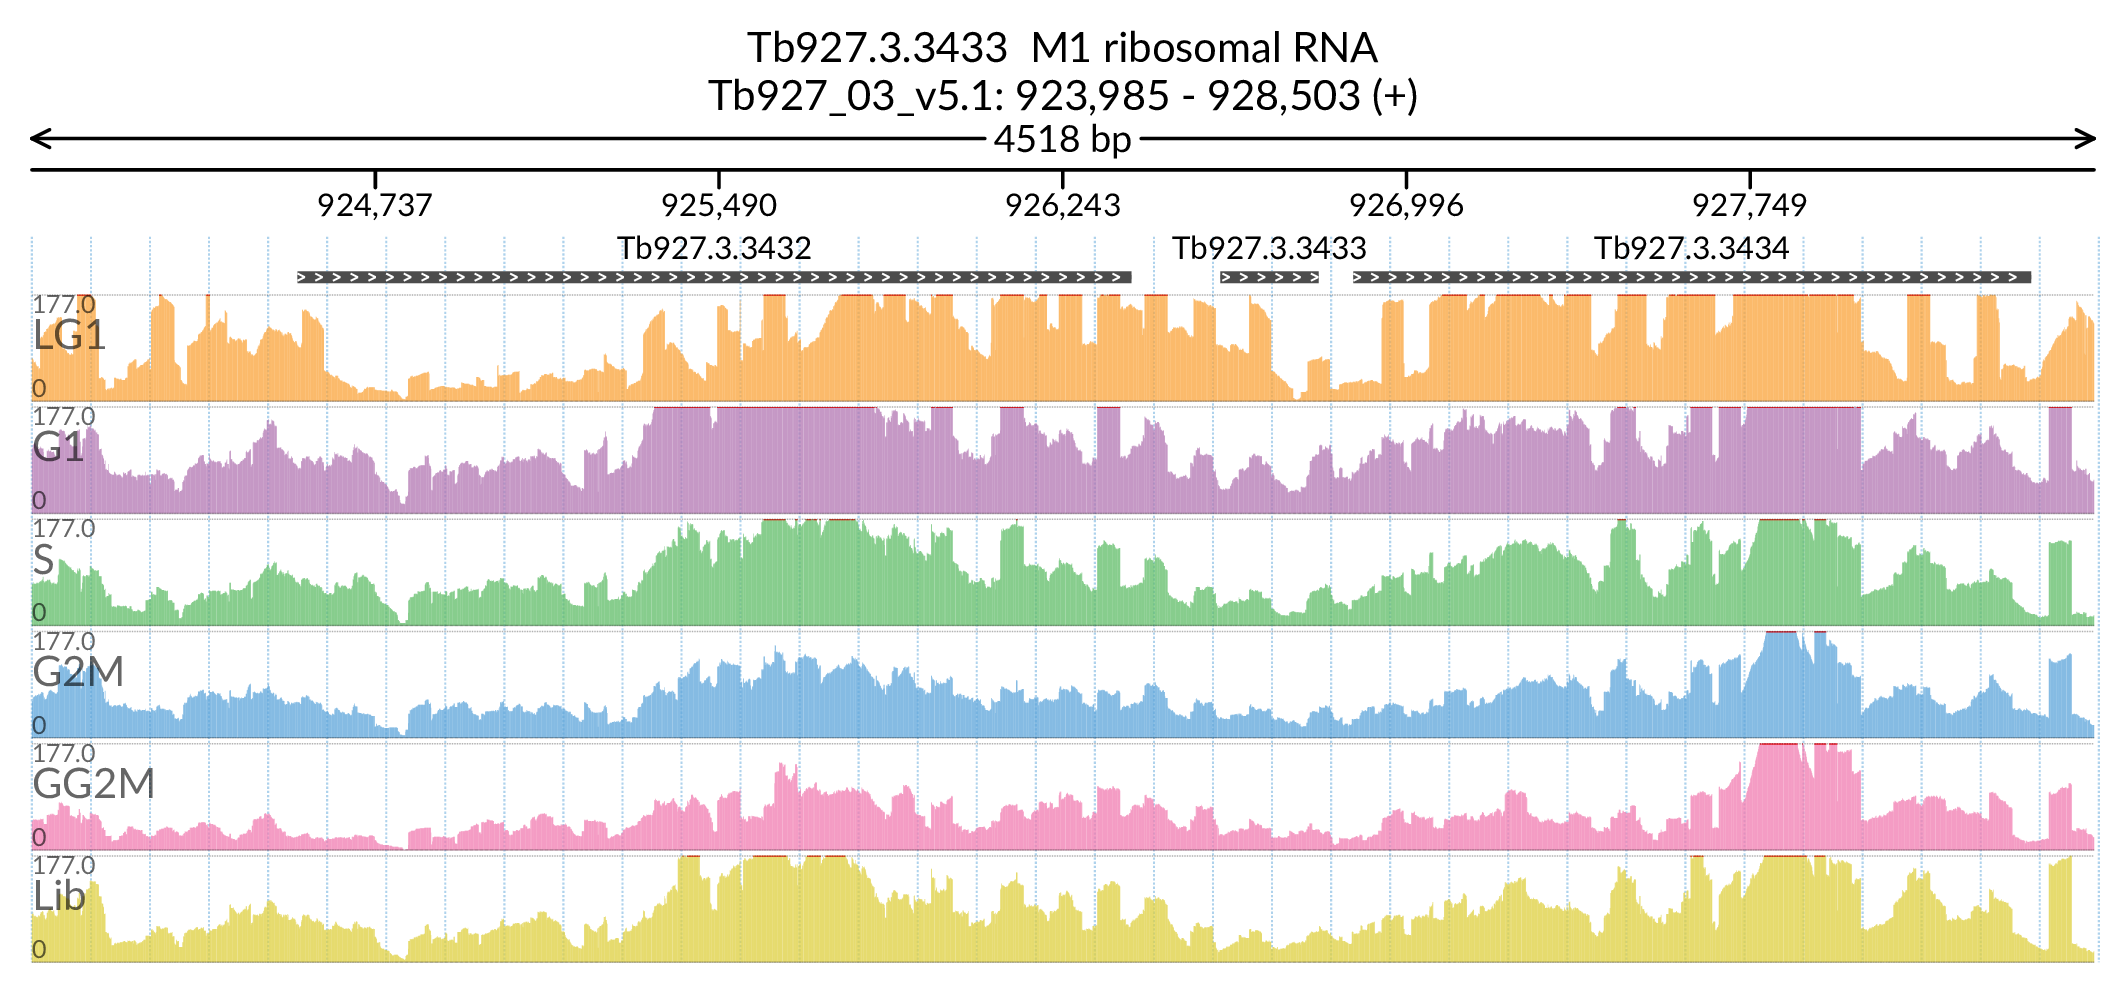 Tb927.3.3433  M1 ribosomal RNA
Tb927_03_v5.1: 923,985 - 928,503 (+)
4518 bp
924,737 925,490 926,243 926,996 927,749
Tb927.3.3432 Tb927.3.3433 Tb927.3.3434
177.0
LG1
0
177.0
G1
0
177.0
S
0
177.0
G2M
0
177.0
GG2M
0
177.0
Lib
0